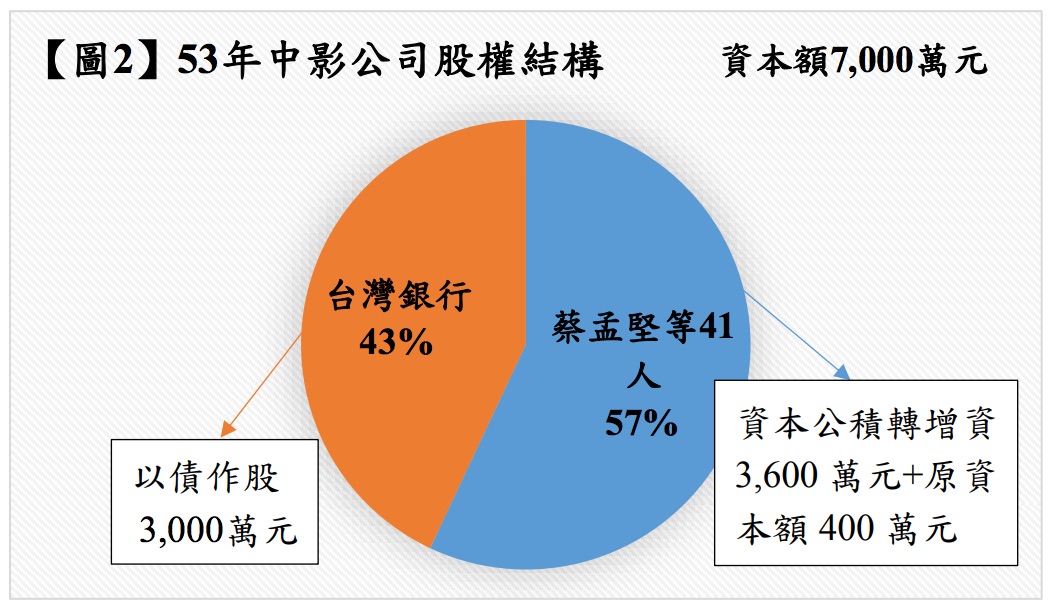 【圖2】53年中影公司股權結構 資本額7,000萬元
台灣銀行
43%
蔡孟堅等41
人
57%
以債作股
3,000萬元
資本公積轉增資
3,600 萬元+原資
本額 400 萬元